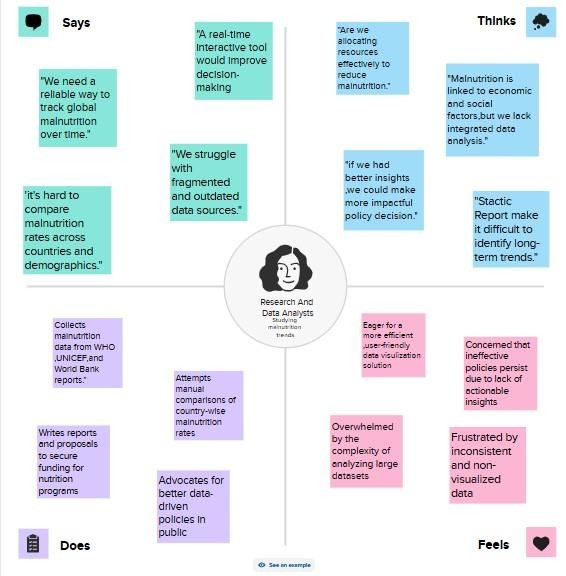 Says
"A real-time
interactive tool
would improve
decision-
making
"We need a
reliable way to
track global
malnutrition
over time."
"We struggle
with
fragmented
and outdated
data sources."
"it's hard to
compare
malnutrition
rates across
countries and
demographics."
Thinks
"Are we
allocating
resources
effectively to
reduce
malnutrition."
"Malnutrition is
linked to economic
and social
factors,but we lack
integrated data
analysis."
"if we had
better insights
,we could make
more impactful
policy decision."
"Stactic
Report make
it difficult to
identify long-
term trends."
Research And
Data Analysts
Studying
malnutrition
trends
Collects
malnutrition
data from WHO
,UNICEF,and
World Bank
reports."
Attempts
manual
comparisons of
country-wise
malnutrition
rates
Writes reports
and proposals
to secure
funding for
nutrition
programs
Advocates for
better data-
driven
policies in
public
Does
Eager for a
more efficient
,user-friendly
data visulization
solution
Concerned that
ineffective
policies persist
due to lack of
actionable
insights
Overwhelmed
by the
complexity of
analyzing large
datasets
Frustrated by
inconsistent
and non-
visualized
data
Feels
See an example